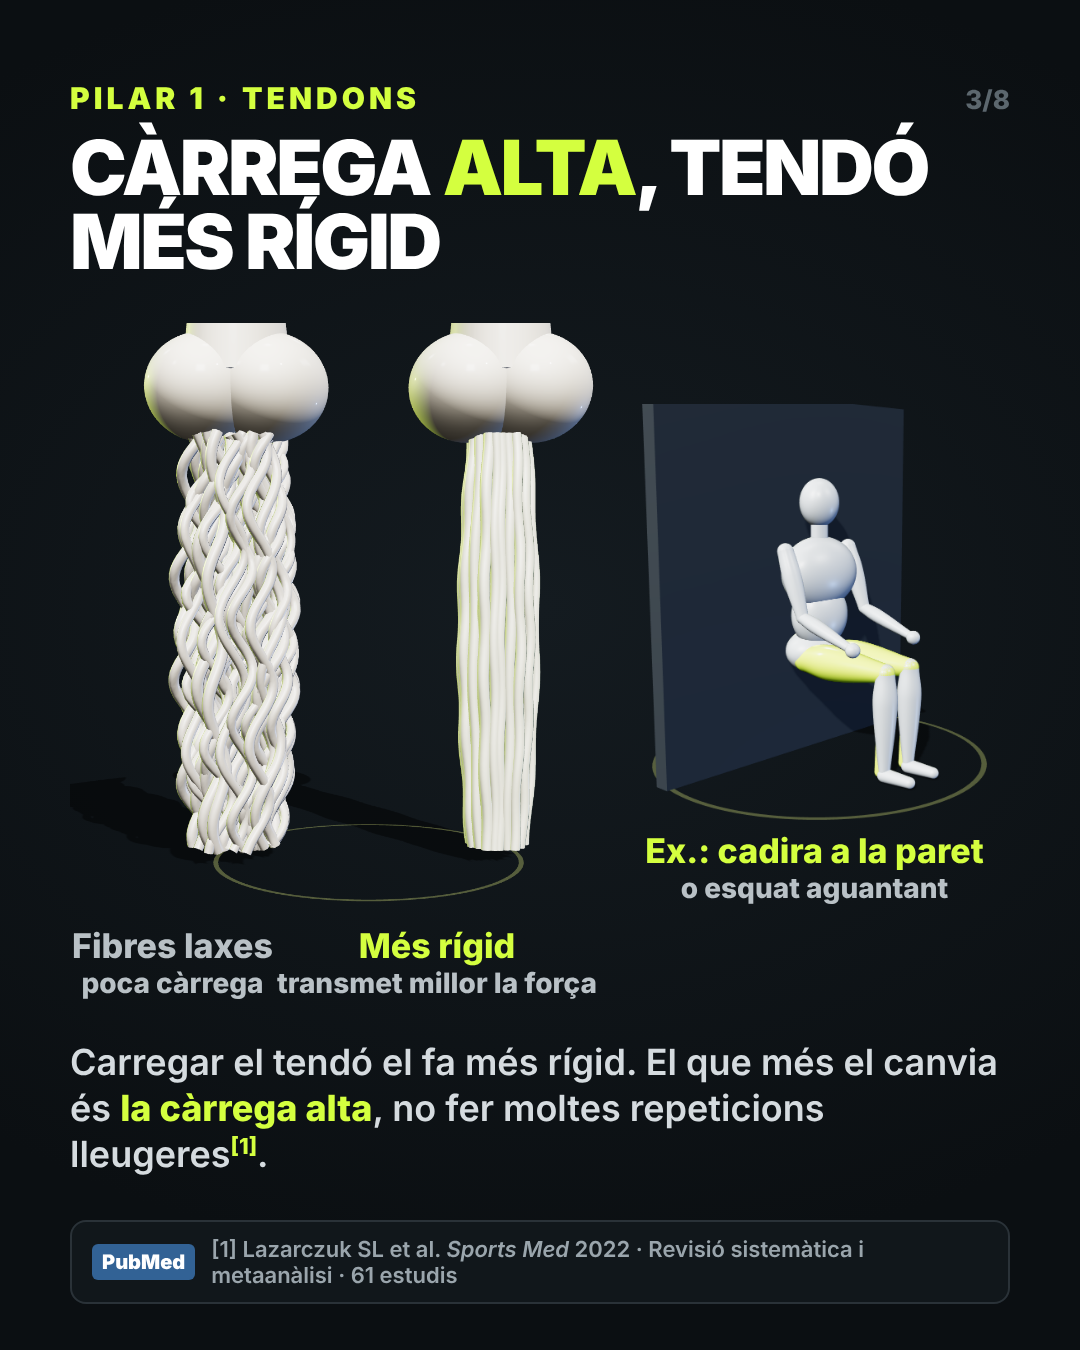 PILAR 1 · TENDONS
3/8
CÀRREGA ALTA, TENDÓ
MÉS RÍGID
Ex.: cadira a la paret
o esquat aguantant
Fibres laxes
poca càrrega
Més rígid
transmet millor la força
Carregar el tendó el fa més rígid. El que més el canvia
és la càrrega alta, no fer moltes repeticions
lleugeres[1].
PubMed
[1] Lazarczuk SL et al. Sports Med 2022 · Revisió sistemàtica i
metaanàlisi · 61 estudis